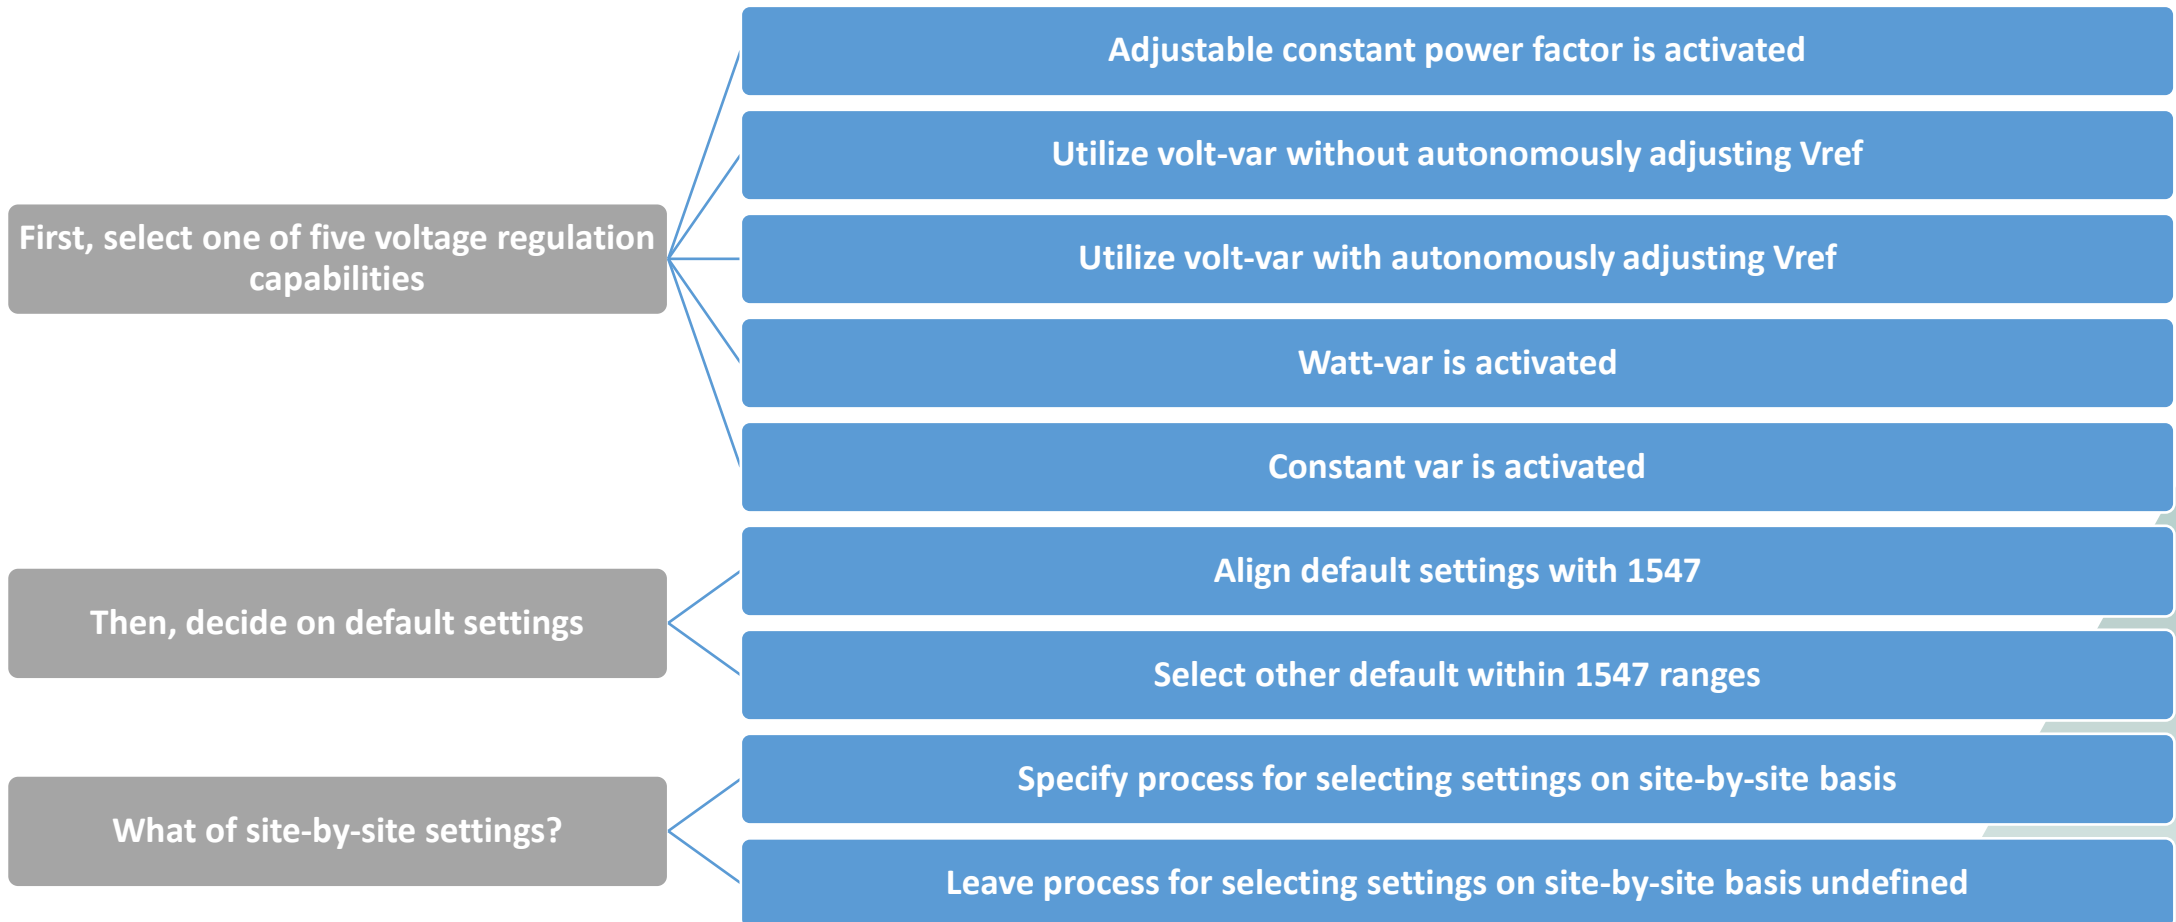 First, select one of five voltage regulation
capabilities
Adjustable constant power factor is activated
Utilize volt-var without autonomously adjusting Vref
Utilize volt-var with autonomously adjusting Vref
Watt-var is activated
Constant var is activated
Then, decide on default settings
Align default settings with 1547
Select other default within 1547 ranges
What of site-by-site settings?
Specify process for selecting settings on site-by-site basis
Leave process for selecting settings on site-by-site basis undefined